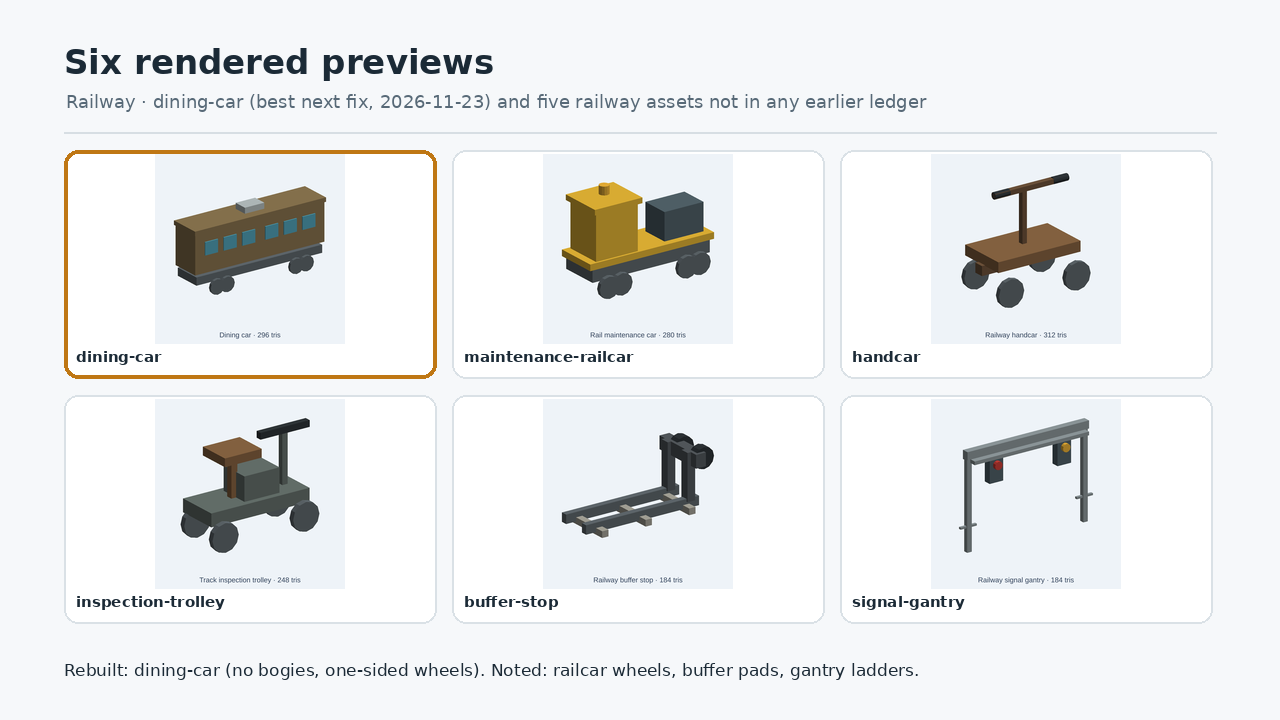 Six rendered previews
Railway · dining-car (best next fix, 2026-11-23) and five railway assets not in any earlier ledger
Dining car · 296 tris
dining-car
Rail maintenance car · 280 tris
maintenance-railcar
Railway handcar · 312 tris
handcar
Track inspection trolley · 248 tris
inspection-trolley
Railway buffer stop · 184 tris
buffer-stop
Railway signal gantry · 184 tris
signal-gantry
Rebuilt: dining-car (no bogies, one-sided wheels). Noted: railcar wheels, buffer pads, gantry ladders.